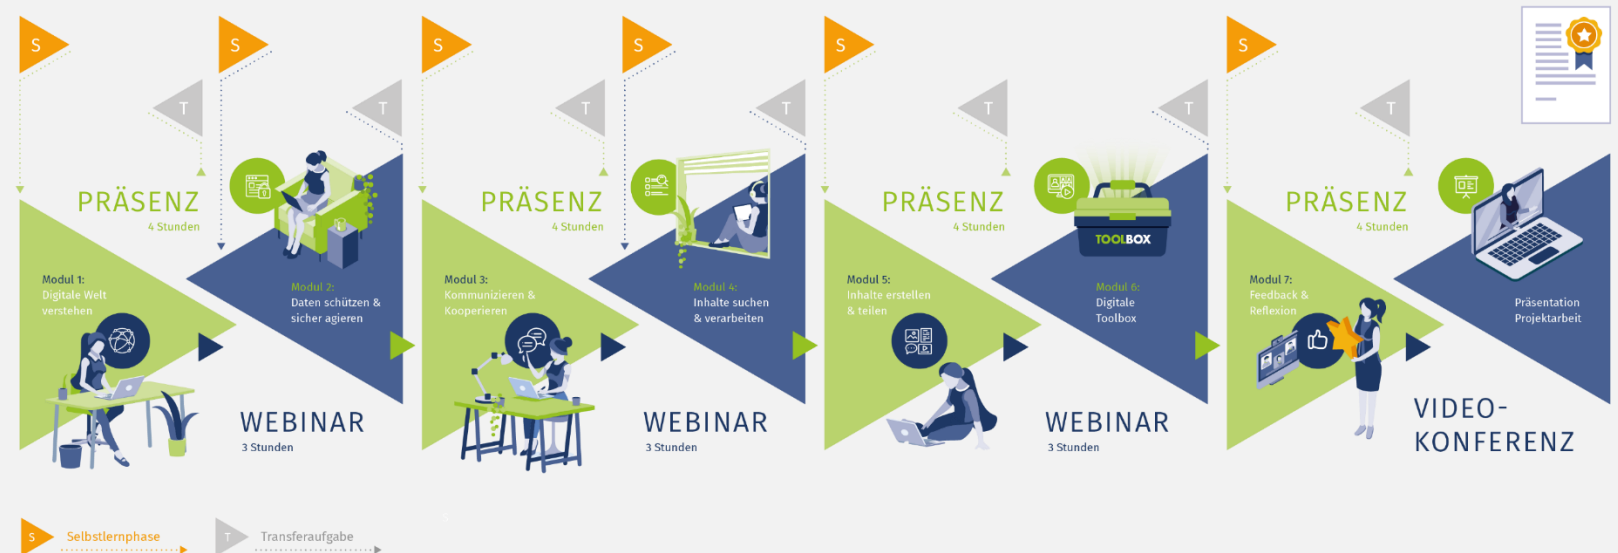 S
S
S
S
S
S
T
T
T
T
T
T
T
PRÄSENZ
4 Stunden
Modul 1:
Digitale Welt
verstehen
Modul 2:
Daten schützen &
sicher agieren
WEBINAR
3 Stunden
PRÄSENZ
4 Stunden
Modul 3:
Kommunizieren &
Kooperieren
Modul 4:
Inhalte suchen
& verarbeiten
WEBINAR
3 Stunden
PRÄSENZ
4 Stunden
Modul 5:
Inhalte erstellen
& teilen
TOOLBOX
Modul 6:
Digitale
Toolbox
WEBINAR
3 Stunden
PRÄSENZ
4 Stunden
Modul 7:
Feedback &
Reflexion
Präsentation
Projektarbeit
VIDEO-
KONFERENZ
S Selbstlernphase
T Transferaufgabe